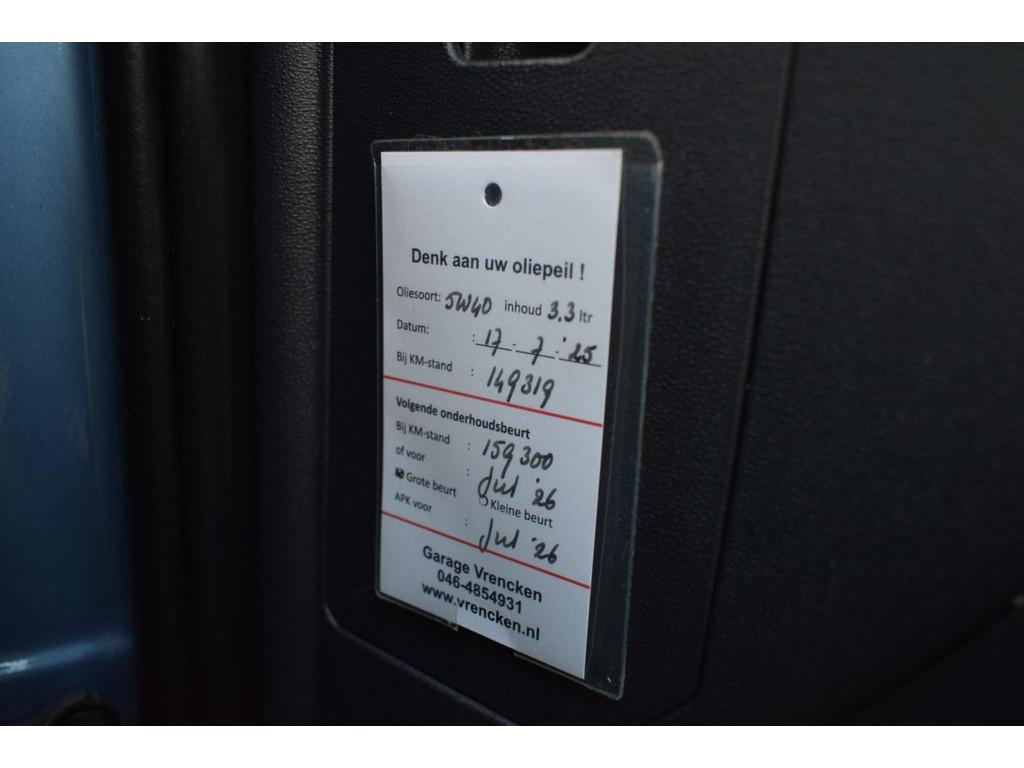 Denk aan uw oliepeil !
Oliesoort: 5W40 inhoud 3.3 ltr
Datum: : 17 - 7 - '25
Bij KM-stand : 149319
Volgende onderhoudsbeurt
Bij KM-stand : 159300
of voor : Jul '26
Grote beurt Kleine beurt
APK voor : Jul '26
Garage Vrencken
046-4854931
www.vrencken.nl